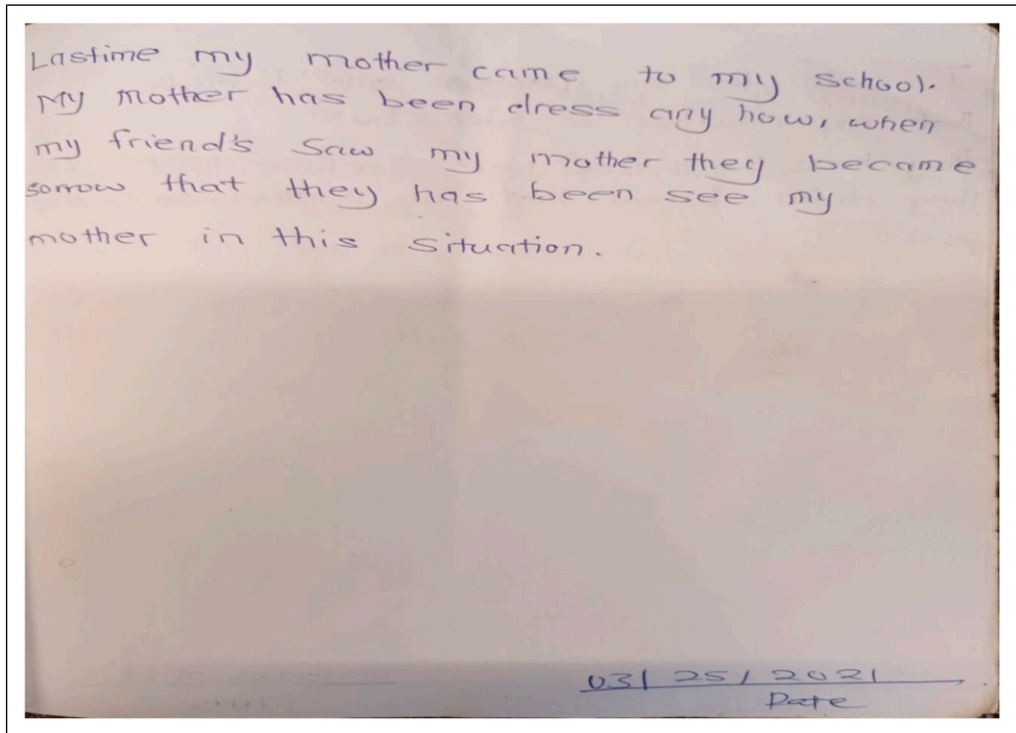 Lastime my mother came to my school.
My mother has been dress any how, when
my friend's saw my mother they became
sorrow that they has been see my
mother in this situation.
03/25/2021
Date